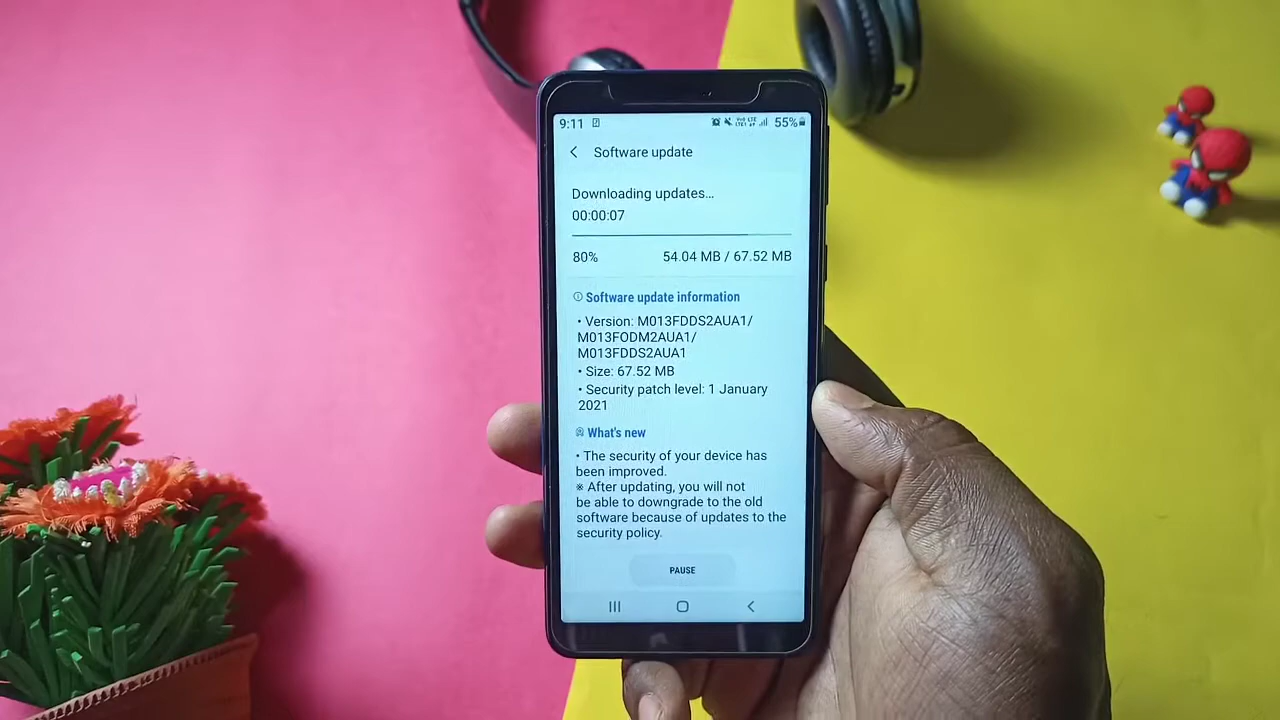 9:11 55%
Software update
Downloading updates...
00:00:07
80% 54.04 MB / 67.52 MB
Software update information
• Version: M013FDDS2AUA1/
M013FODM2AUA1/
M013FDDS2AUA1
• Size: 67.52 MB
• Security patch level: 1 January
2021
What's new
• The security of your device has
been improved.
※ After updating, you will not
be able to downgrade to the old
software because of updates to the
security policy.
PAUSE